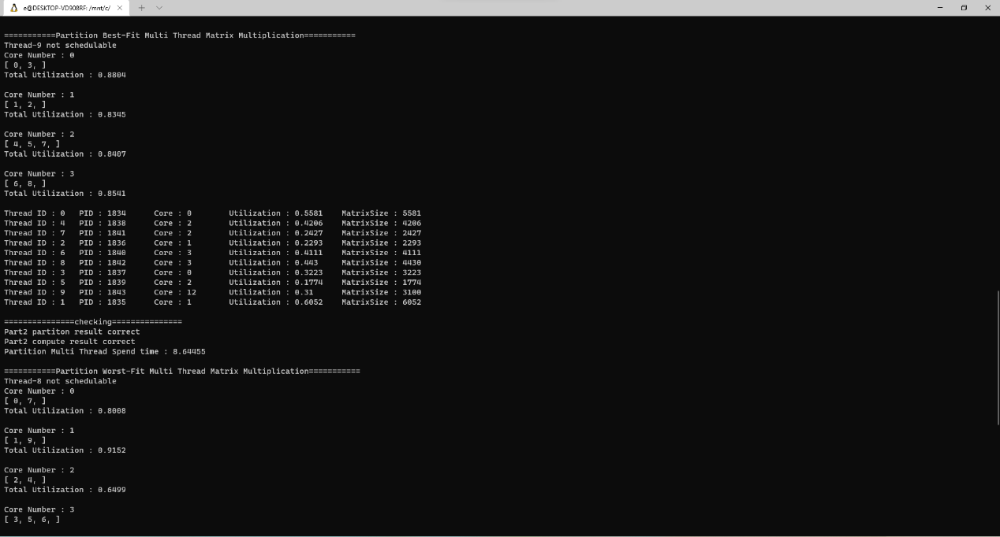 e@DESKTOP-VD908RF: /mnt/c/
===========Partition Best-Fit Multi Thread Matrix Multiplication===========
Thread-9 not schedulable
Core Number : 0
[ 0, 3, ]
Total Utilization : 0.8804
Core Number : 1
[ 1, 2, ]
Total Utilization : 0.8345
Core Number : 2
[ 4, 5, 7, ]
Total Utilization : 0.8407
Core Number : 3
[ 6, 8, ]
Total Utilization : 0.8541
Thread ID : 0 PID : 1834 Core : 0 Utilization : 0.5581 MatrixSize : 5581
Thread ID : 4 PID : 1838 Core : 2 Utilization : 0.4206 MatrixSize : 4206
Thread ID : 7 PID : 1841 Core : 2 Utilization : 0.2427 MatrixSize : 2427
Thread ID : 2 PID : 1836 Core : 1 Utilization : 0.2293 MatrixSize : 2293
Thread ID : 6 PID : 1840 Core : 3 Utilization : 0.4111 MatrixSize : 4111
Thread ID : 8 PID : 1842 Core : 3 Utilization : 0.443 MatrixSize : 4430
Thread ID : 3 PID : 1837 Core : 0 Utilization : 0.3223 MatrixSize : 3223
Thread ID : 5 PID : 1839 Core : 2 Utilization : 0.1774 MatrixSize : 1774
Thread ID : 9 PID : 1843 Core : 12 Utilization : 0.31 MatrixSize : 3100
Thread ID : 1 PID : 1835 Core : 1 Utilization : 0.6052 MatrixSize : 6052
===============checking===============
Part2 partiton result correct
Part2 compute result correct
Partition Multi Thread Spend time : 8.64455
===========Partition Worst-Fit Multi Thread Matrix Multiplication===========
Thread-8 not schedulable
Core Number : 0
[ 0, 7, ]
Total Utilization : 0.8008
Core Number : 1
[ 1, 9, ]
Total Utilization : 0.9152
Core Number : 2
[ 2, 4, ]
Total Utilization : 0.6499
Core Number : 3
[ 3, 5, 6, ]